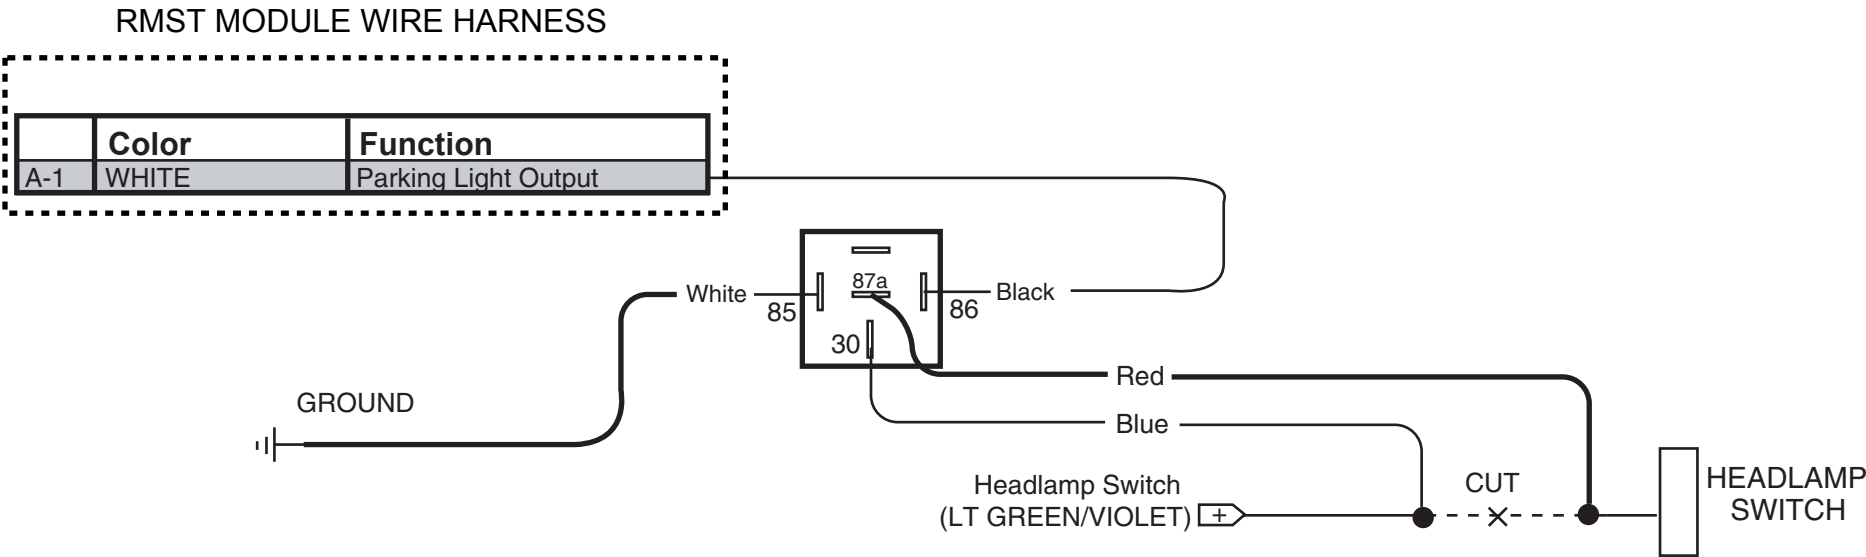 RMST MODULE WIRE HARNESS
Color Function
A-1 WHITE Parking Light Output
87a
White
85
86
Black
30
Red
GROUND
Blue
Headlamp Switch
(LT GREEN/VIOLET) +
CUT
HEADLAMP
SWITCH